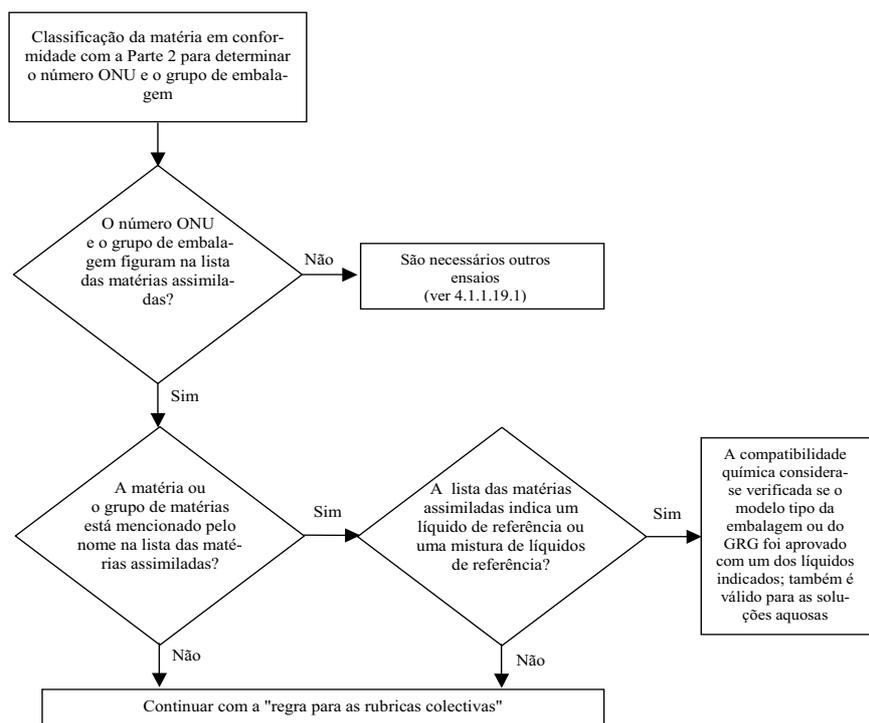 Classificação da matéria em confor-
midade com a Parte 2 para determinar
o número ONU e o grupo de embala-
gem
O número ONU
e o grupo de embala-
gem figuram na lista
das matérias assimila-
das?
Não
São necessários outros
ensaios
(ver 4.1.1.19.1)
Sim
A matéria ou
o grupo de matérias
está mencionado pelo
nome na lista das maté-
rias assimiladas?
Sim
A lista das matérias
assimiladas indica um
líquido de referência ou
uma mistura de líquidos
de referência?
Sim
A compatibilidade
química considera-
se verificada se o
modelo tipo da
embalagem ou do
GRG foi aprovado
com um dos líquidos
indicados; também é
válido para as solu-
ções aquosas
Não
Não
Continuar com a "regra para as rubricas colectivas"